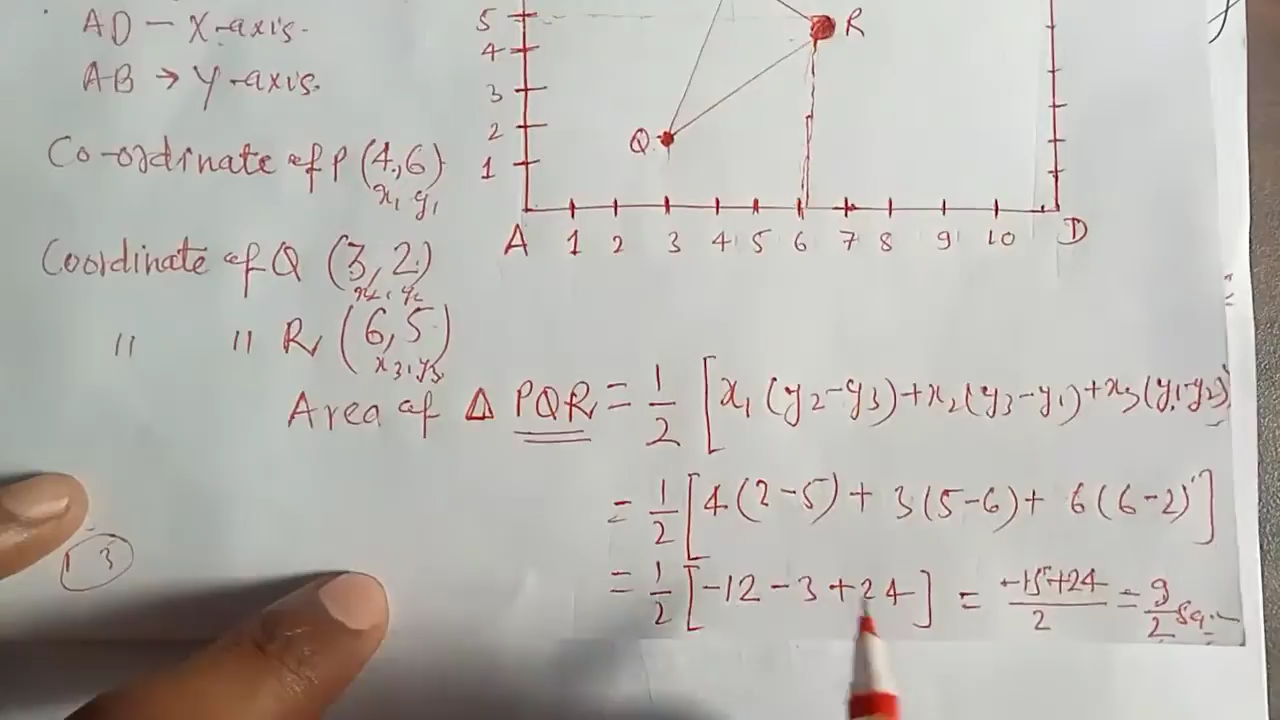 AD – X-axis.
AB → Y-axis.
5
4
3
2
1
R
Q
A 1 2 3 4 5 6 7 8 9 10 D
Co-ordinate of P (4,6)
x₁ y₁
Coordinate of Q (3,2)
x₂, y₂
" " R (6,5)
x₃, y₃
Area of Δ PQR = 1/2 [x₁(y₂-y₃)+x₂(y₃-y₁)+x₃(y₁-y₂)
= 1/2 [4(2-5)+ 3(5-6)+ 6(6-2)]
= 1/2 [-12-3+24] = -15+24/2 = 9/2 sq.
13